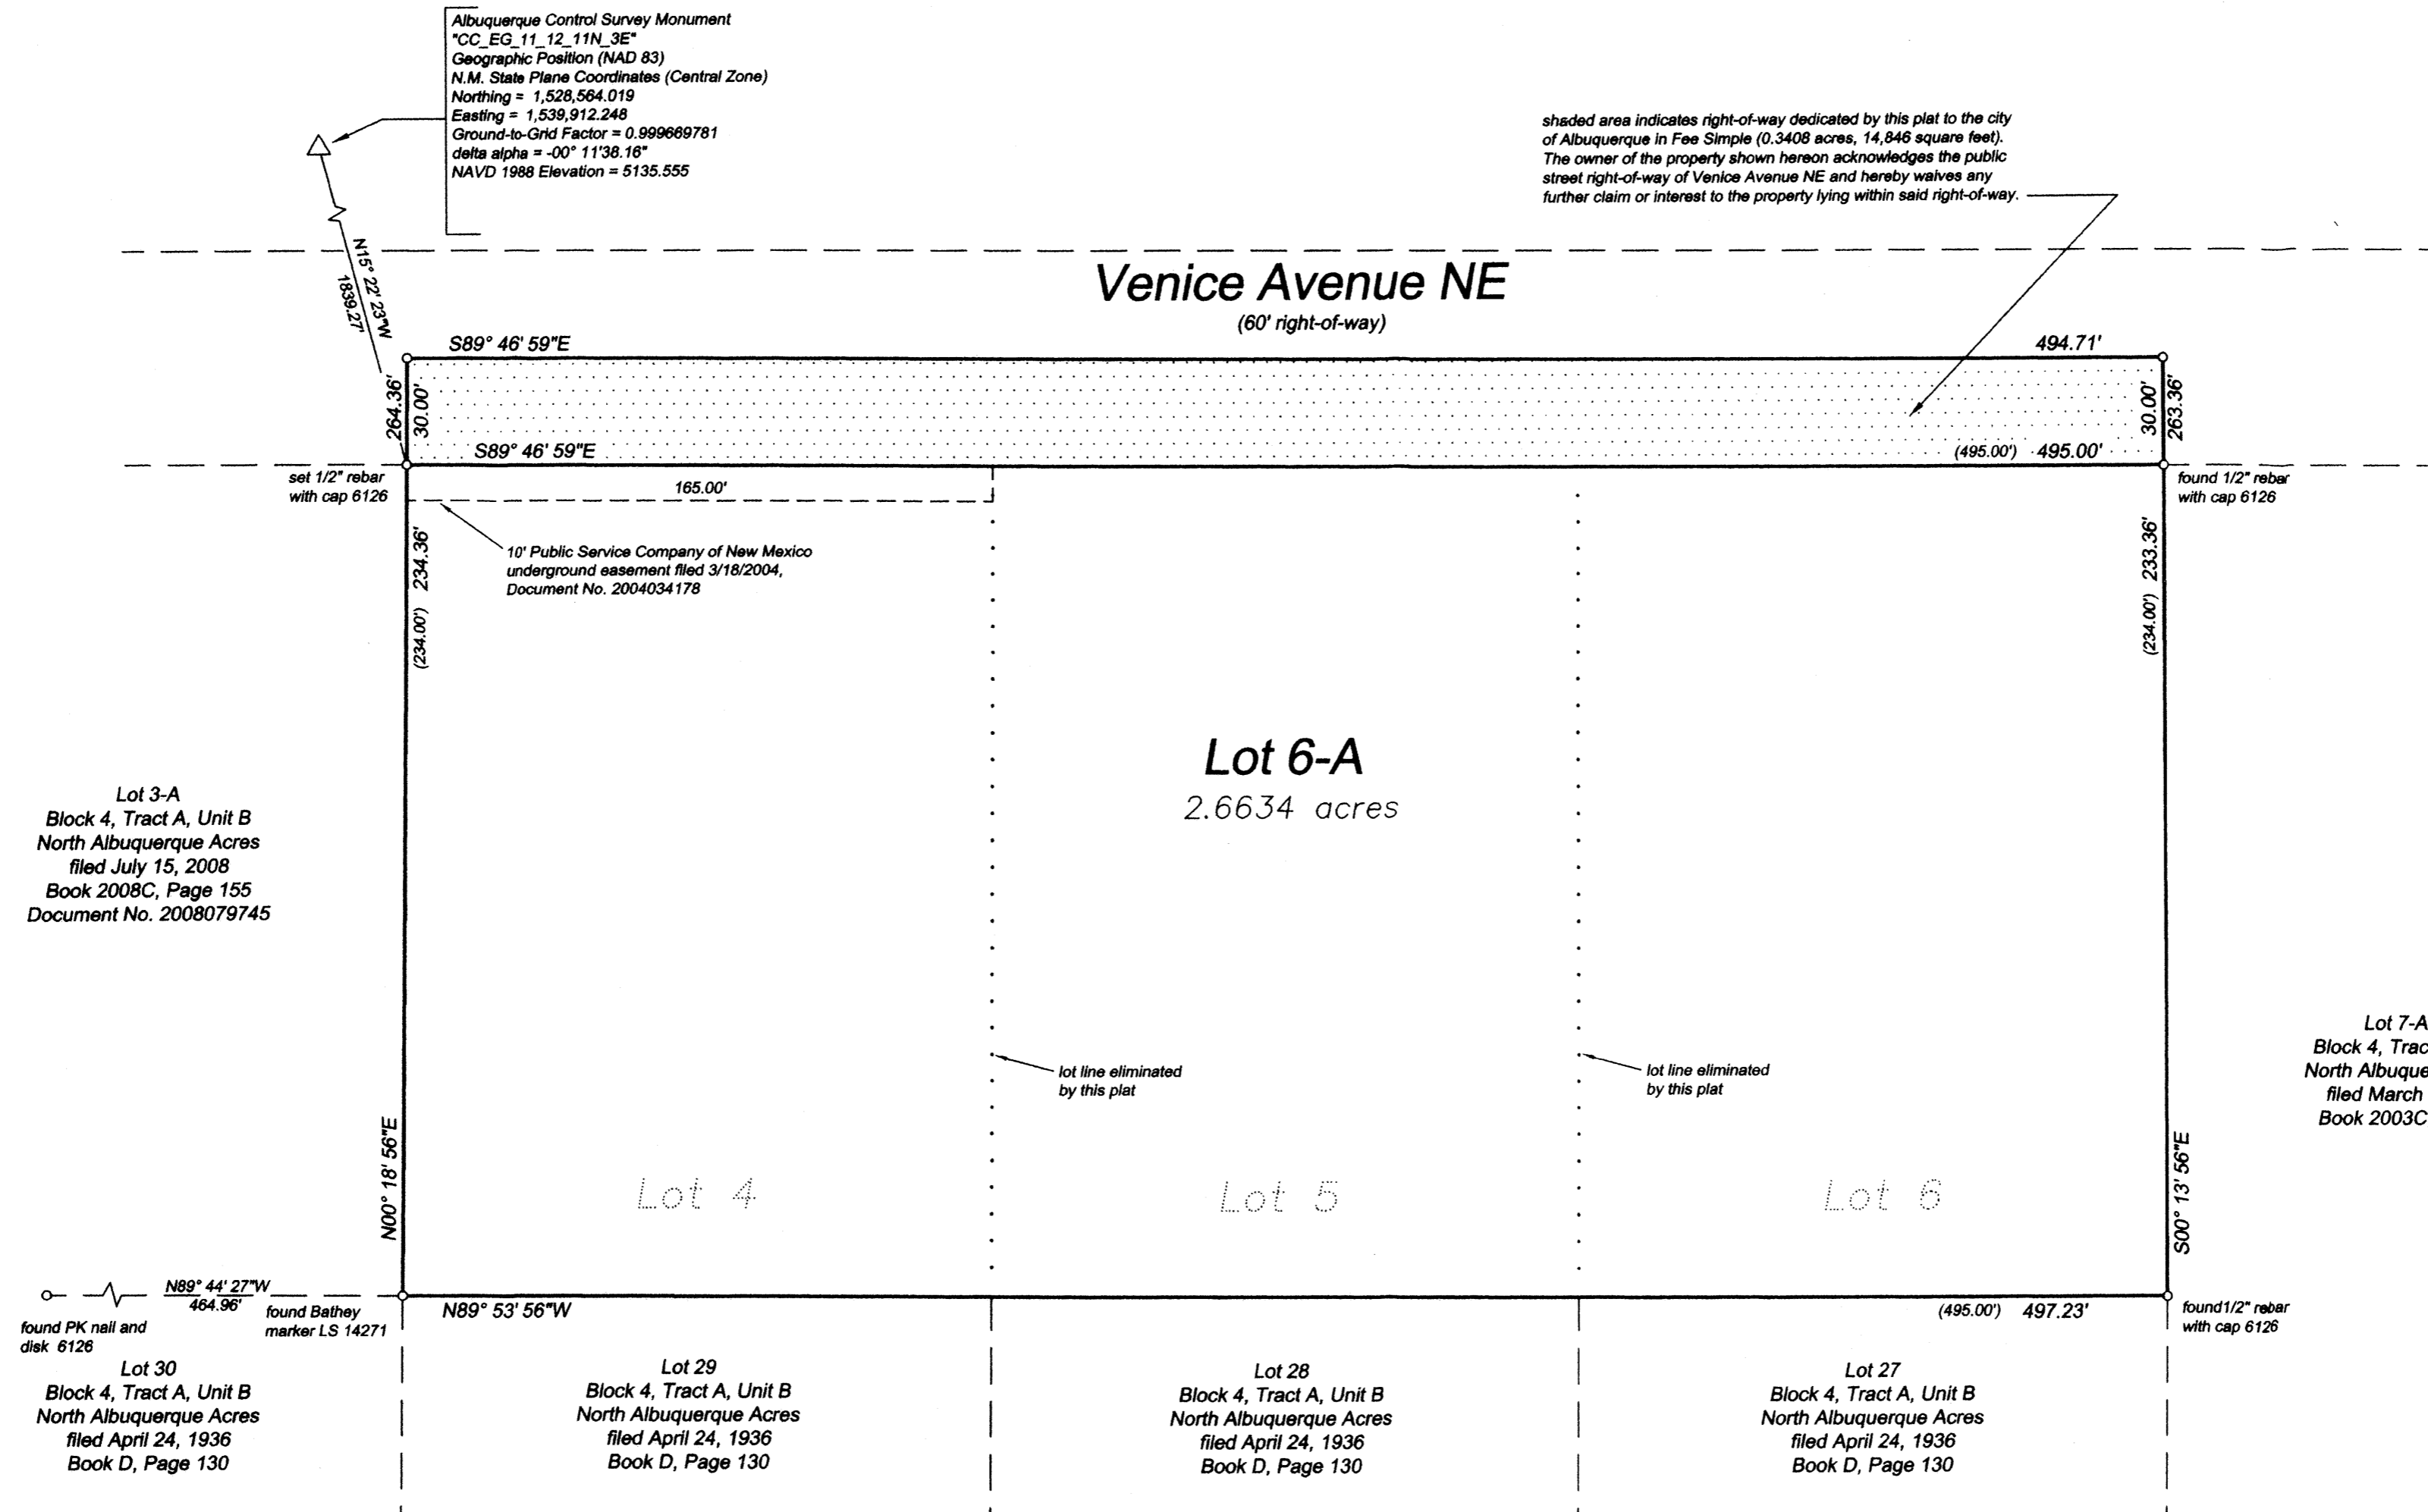 Albuquerque Control Survey Monument
"CC_EG_11_12_11N_3E"
Geographic Position (NAD 83)
N.M. State Plane Coordinates (Central Zone)
Northing = 1,528,564.019
Easting = 1,539,912.248
Ground-to-Grid Factor = 0.999669781
delta alpha = -00° 11'38.16"
NAVD 1988 Elevation = 5135.555
shaded area indicates right-of-way dedicated by this plat to the city
of Albuquerque in Fee Simple (0.3408 acres, 14,846 square feet).
The owner of the property shown hereon acknowledges the public
street right-of-way of Venice Avenue NE and hereby waives any
further claim or interest to the property lying within said right-of-way.
N15° 22' 23"W
1839.27'
Venice Avenue NE
(60' right-of-way)
S89° 46' 59"E
494.71'
264.36'
30.00'
30.00'
263.36'
S89° 46' 59"E
(495.00') 495.00'
set 1/2" rebar
with cap 6126
165.00'
found 1/2" rebar
with cap 6126
10' Public Service Company of New Mexico
underground easement filed 3/18/2004,
Document No. 2004034178
(234.00') 234.36'
(234.00') 233.36'
Lot 6-A
2.6634 acres
Lot 3-A
Block 4, Tract A, Unit B
North Albuquerque Acres
filed July 15, 2008
Book 2008C, Page 155
Document No. 2008079745
Lot 7-A
Block 4, Trac
North Albuque
filed March
Book 2003C
lot line eliminated
by this plat
lot line eliminated
by this plat
N00° 18' 56"E
S00° 13' 56"E
Lot 4
Lot 5
Lot 6
N89° 44' 27"W
464.96'
found PK nail and
disk 6126
found Bathey
marker LS 14271
N89° 53' 56"W
(495.00') 497.23'
found1/2" rebar
with cap 6126
Lot 30
Block 4, Tract A, Unit B
North Albuquerque Acres
filed April 24, 1936
Book D, Page 130
Lot 29
Block 4, Tract A, Unit B
North Albuquerque Acres
filed April 24, 1936
Book D, Page 130
Lot 28
Block 4, Tract A, Unit B
North Albuquerque Acres
filed April 24, 1936
Book D, Page 130
Lot 27
Block 4, Tract A, Unit B
North Albuquerque Acres
filed April 24, 1936
Book D, Page 130